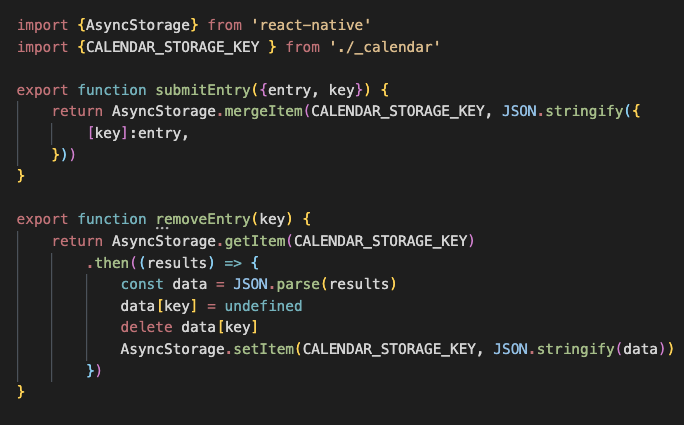 import {AsyncStorage} from 'react-native'
import {CALENDAR_STORAGE_KEY } from './_calendar'

export function submitEntry({entry, key}) {
    return AsyncStorage.mergeItem(CALENDAR_STORAGE_KEY, JSON.stringify({
        [key]:entry,
    }))
}

export function removeEntry(key) {
    return AsyncStorage.getItem(CALENDAR_STORAGE_KEY)
        .then((results) => {
            const data = JSON.parse(results)
            data[key] = undefined
            delete data[key]
            AsyncStorage.setItem(CALENDAR_STORAGE_KEY, JSON.stringify(data))
        })
}